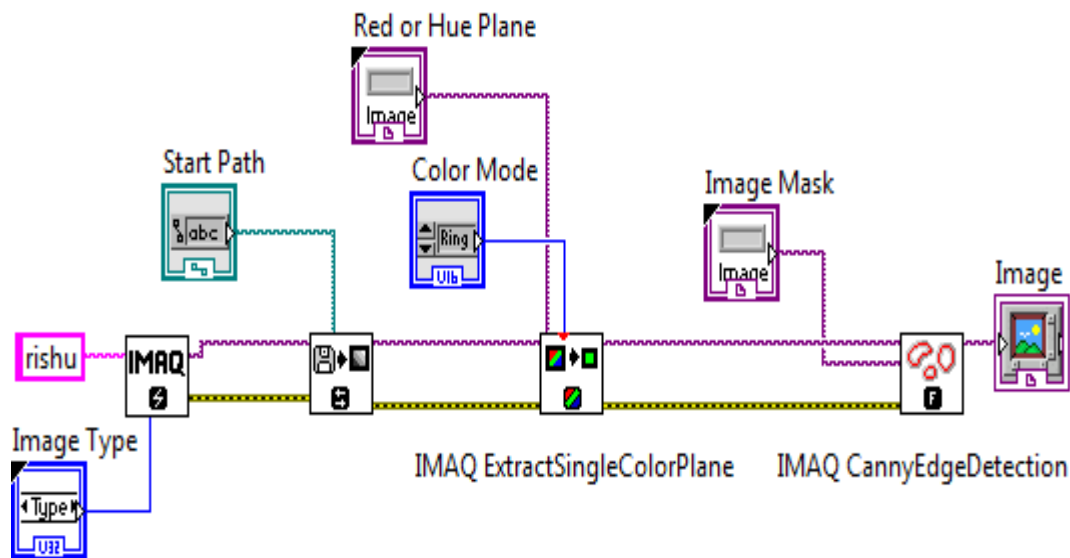 Red or Hue Plane
Image
Start Path
abc
Color Mode
Ring
U16
Image Mask
Image
Image
rishu
IMAQ
Image Type
Type
U32
F
IMAQ ExtractSingleColorPlane
IMAQ CannyEdgeDetection